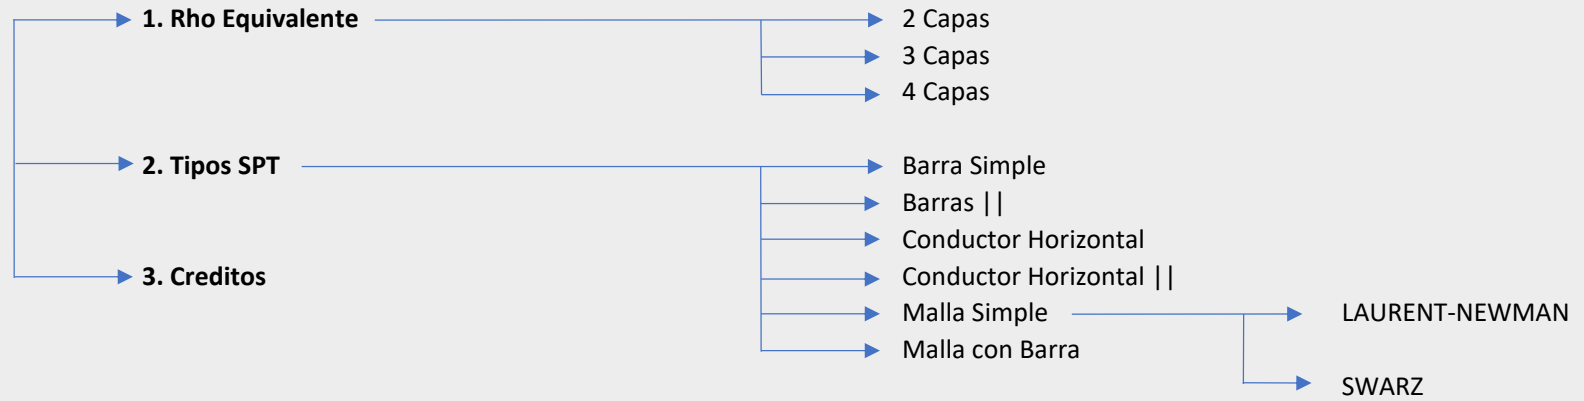 1. Rho Equivalente
2 Capas
3 Capas
4 Capas
2. Tipos SPT
Barra Simple
Barras ||
Conductor Horizontal
3. Creditos
Conductor Horizontal ||
Malla Simple
LAURENT-NEWMAN
Malla con Barra
SWARZ